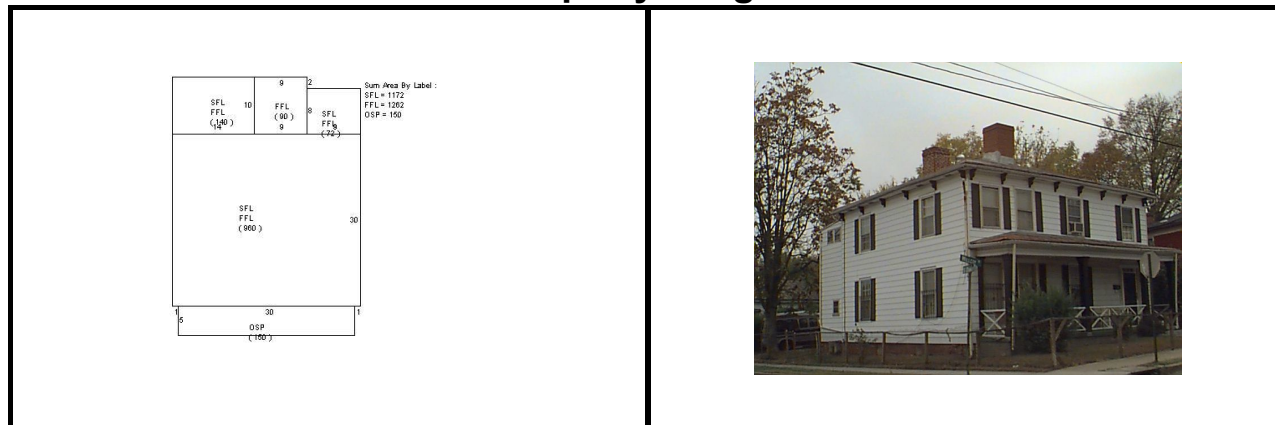 9
2
SFL
FFL
(140)
10
14
FFL
(90)
9
8
SFL
FFL
(72)
9
Sum Area By Label :
SFL = 1172
FFL = 1262
OSP = 150
SFL
FFL
(960)
30
1
30
1
5
OSP
(150)